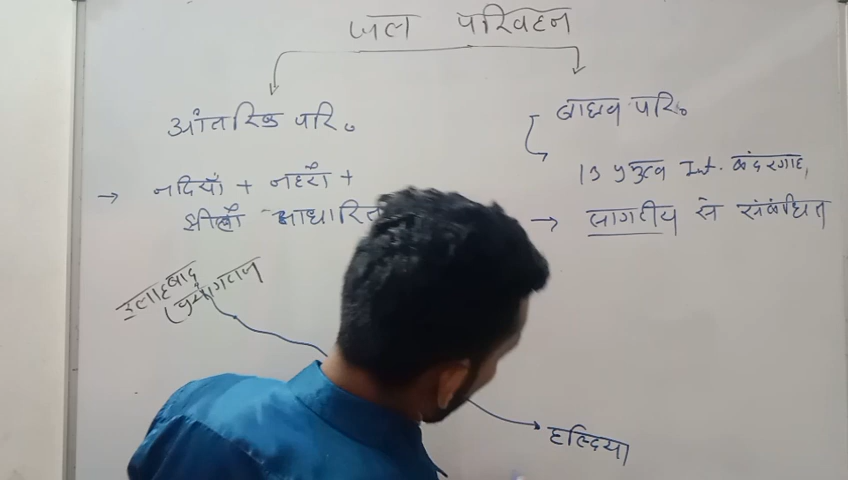 जल परिवहन
आंतरिक परि०
बाह्य परि०
→ नदियाँ + नहरों +
झीलों आधारित
13 प्रमुख Int. बंदरगाह,
→ सागरीय से संबंधित
इलाहबाद
(प्रयागराज
हल्दिया